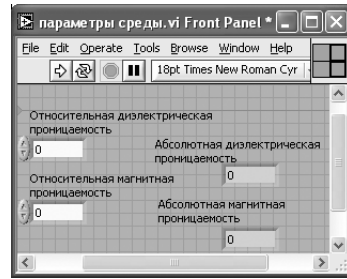 параметры среды.vi Front Panel *
File Edit Operate Tools Browse Window Help
18pt Times New Roman Cyr
Относительная диэлектрическая
проницаемость
0
Абсолютная диэлектрическая
проницаемость
0
Относительная магнитная
проницаемость
0
Абсолютная магнитная
проницаемость
0